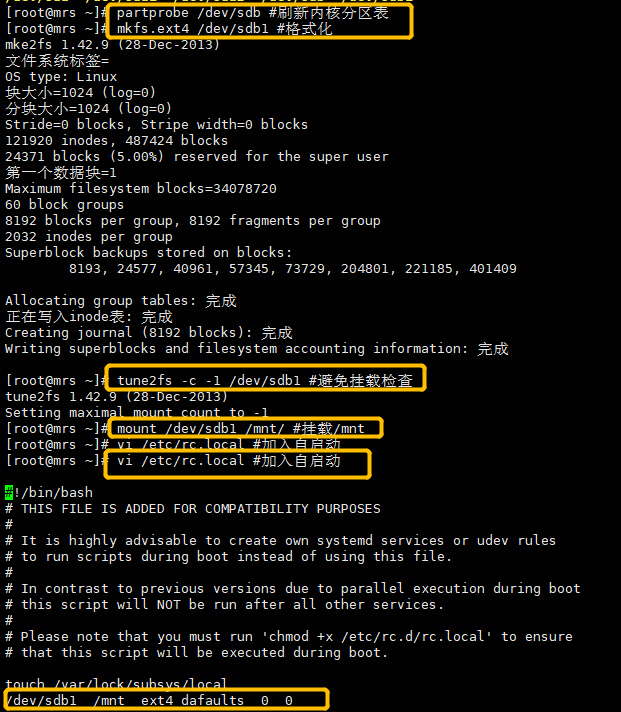 [root@mrs ~]# partprobe /dev/sdb #刷新内核分区表
[root@mrs ~]# mkfs.ext4 /dev/sdb1 #格式化
mke2fs 1.42.9 (28-Dec-2013)
文件系统标签=
OS type: Linux
块大小=1024 (log=0)
分块大小=1024 (log=0)
Stride=0 blocks, Stripe width=0 blocks
121920 inodes, 487424 blocks
24371 blocks (5.00%) reserved for the super user
第一个数据块=1
Maximum filesystem blocks=34078720
60 block groups
8192 blocks per group, 8192 fragments per group
2032 inodes per group
Superblock backups stored on blocks:
8193, 24577, 40961, 57345, 73729, 204801, 221185, 401409
Allocating group tables: 完成
正在写入inode表: 完成
Creating journal (8192 blocks): 完成
Writing superblocks and filesystem accounting information: 完成
[root@mrs ~]# tune2fs -c -1 /dev/sdb1 #避免挂载检查
tune2fs 1.42.9 (28-Dec-2013)
Setting maximal mount count to -1
[root@mrs ~]# mount /dev/sdb1 /mnt/ #挂载/mnt
[root@mrs ~]# vi /etc/rc.local #加入自启动
[root@mrs ~]# vi /etc/rc.local #加入自启动
#!/bin/bash
# THIS FILE IS ADDED FOR COMPATIBILITY PURPOSES
#
# It is highly advisable to create own systemd services or udev rules
# to run scripts during boot instead of using this file.
#
# In contrast to previous versions due to parallel execution during boot
# this script will NOT be run after all other services.
#
# Please note that you must run 'chmod +x /etc/rc.d/rc.local' to ensure
# that this script will be executed during boot.
touch /var/lock/subsys/local
/dev/sdb1 /mnt ext4 dafaults 0 0